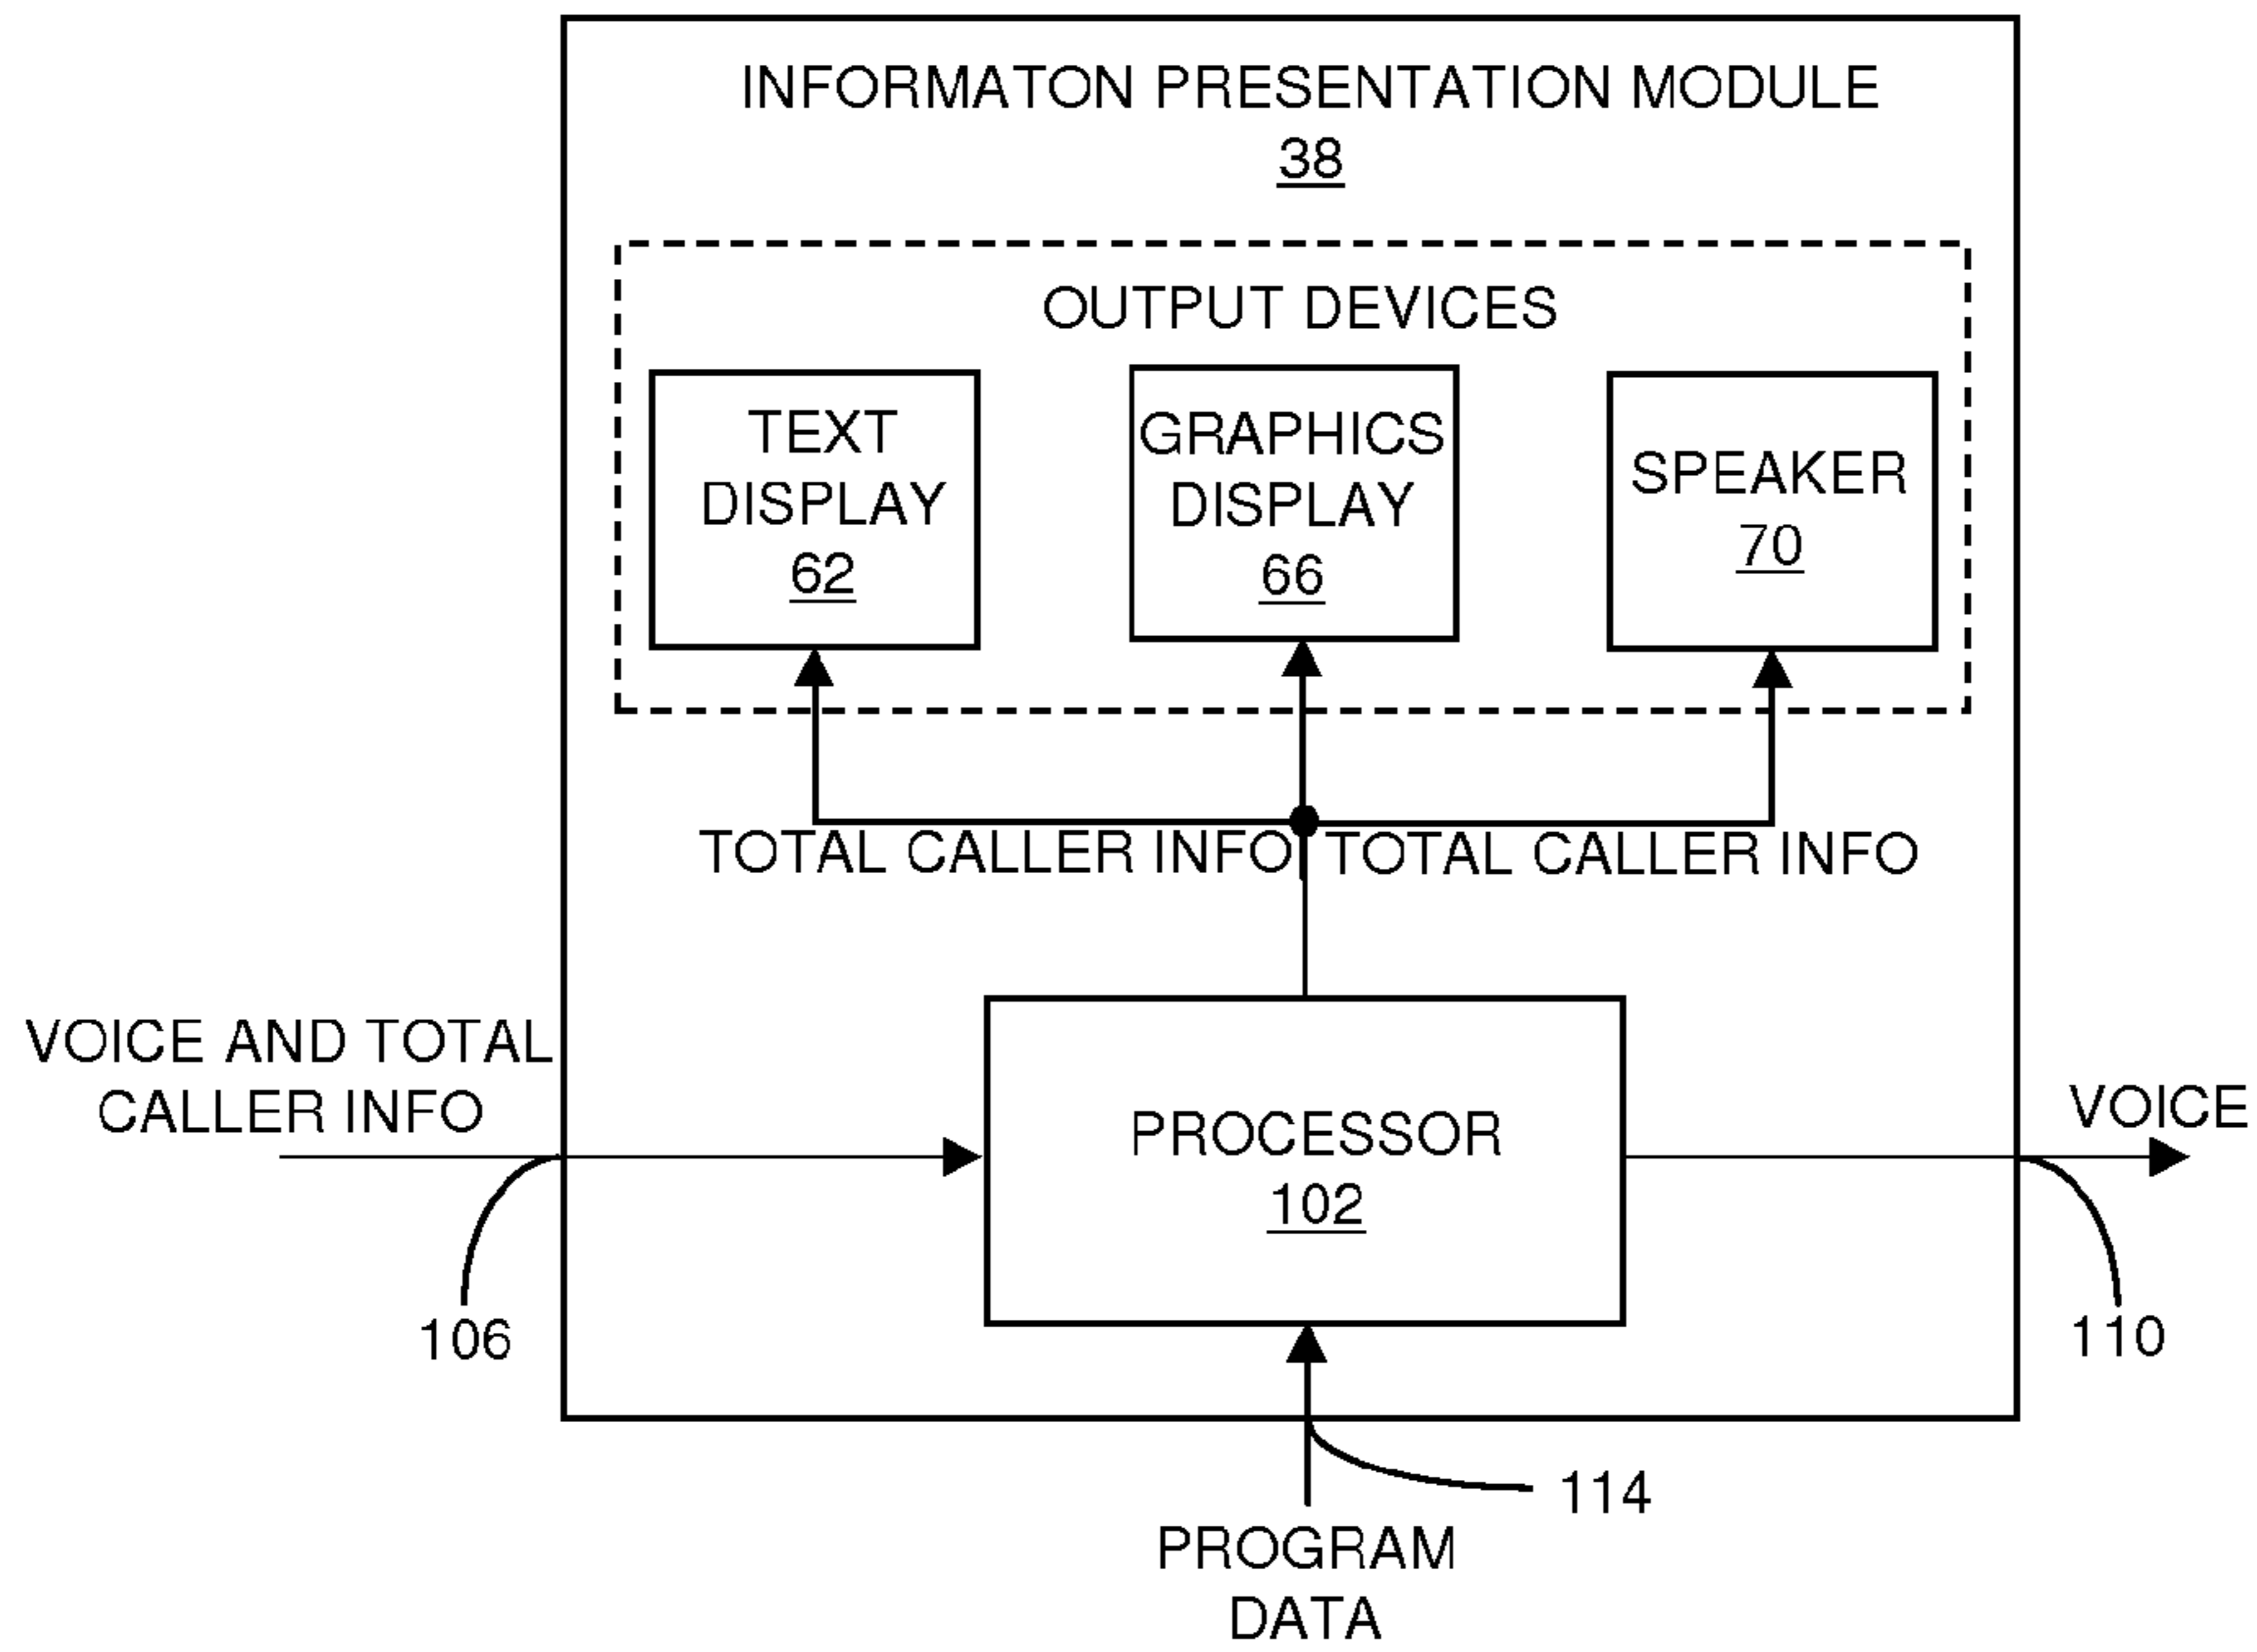 INFORMATON PRESENTATION MODULE
38
OUTPUT DEVICES
TEXT
DISPLAY
62
GRAPHICS
DISPLAY
66
SPEAKER
70
TOTAL CALLER INFO
TOTAL CALLER INFO
VOICE AND TOTAL
CALLER INFO
PROCESSOR
102
VOICE
106
110
114
PROGRAM
DATA